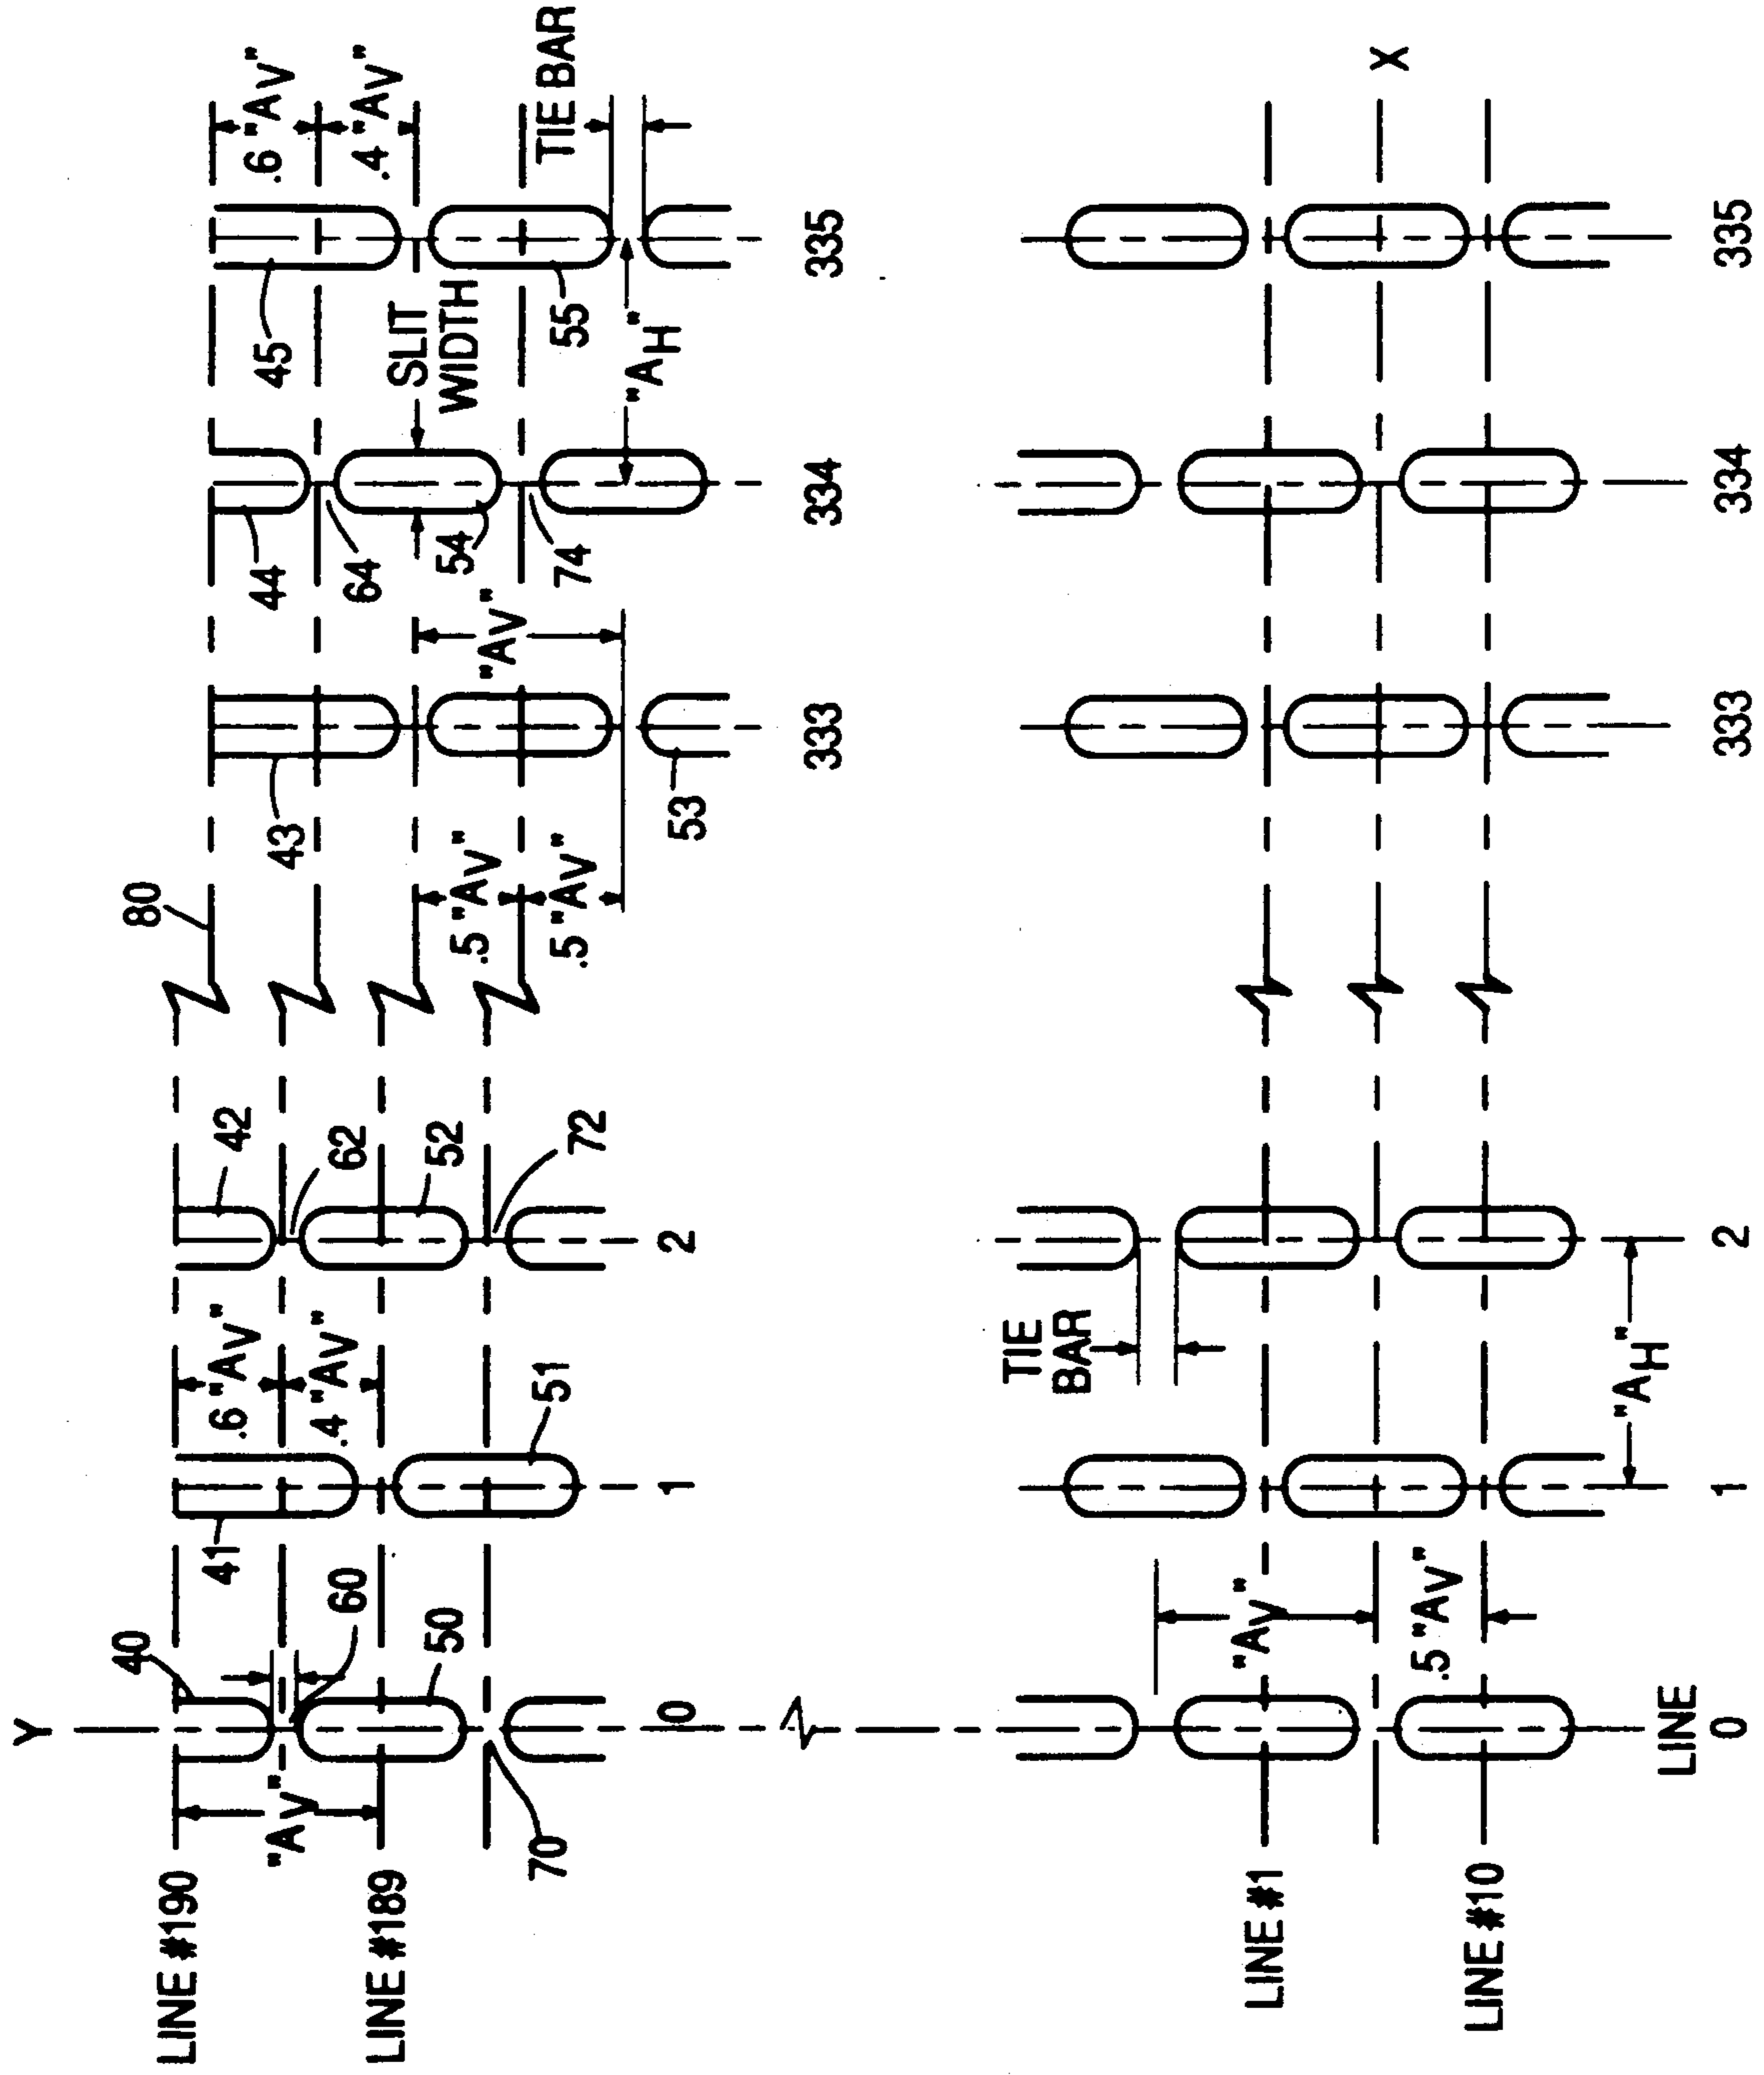 Y
LINE #190
"AV"
40
.6 "AV"
42
80
.6 "AV"
41
60
.4 "AV"
62
43
44
45
.4 "AV"
LINE #189
50
51
52
64
SLIT
WIDTH
70
72
.5 "AV"
.5 "AV"
"AV"
54
74
55
TIE BAR
53
"AH"
0
1
2
333
334
335
TIE
BAR
LINE #1
"AV"
X
LINE #10
.5 "AV"
"AH"
LINE
0
1
2
333
334
335